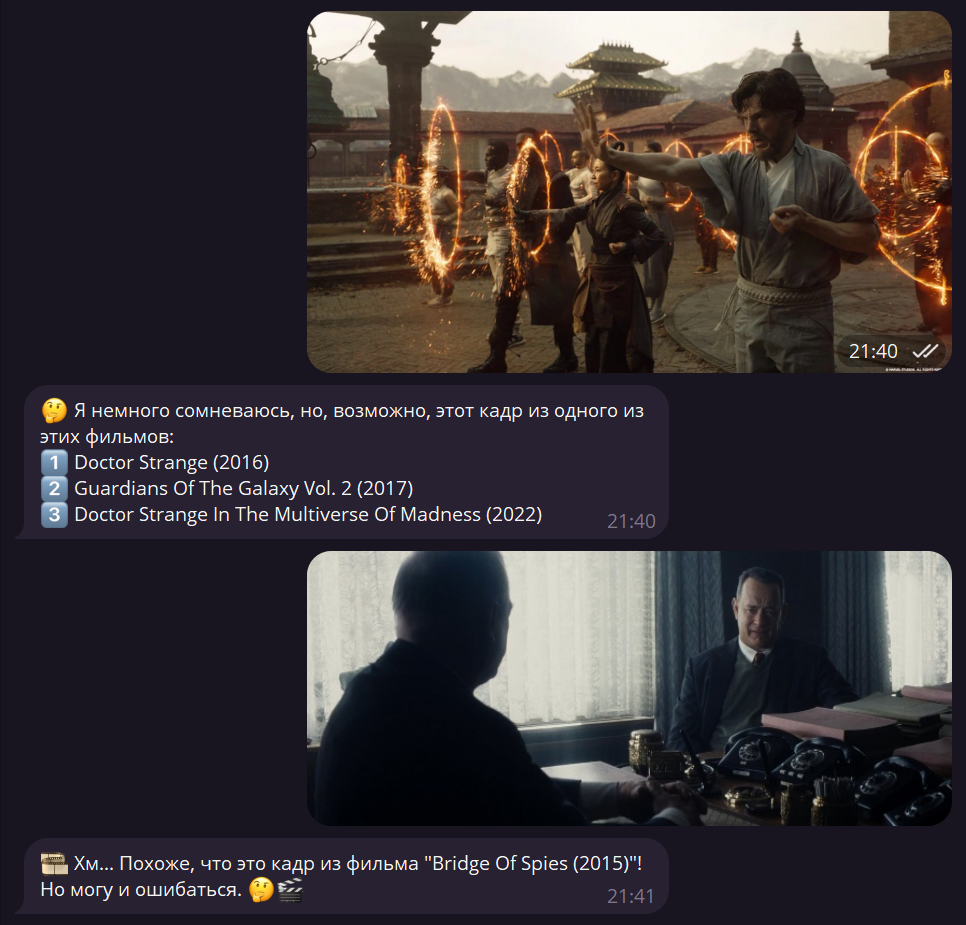 21:40
🤔 Я немного сомневаюсь, но, возможно, этот кадр из одного из
этих фильмов:
1️⃣ Doctor Strange (2016)
2️⃣ Guardians Of The Galaxy Vol. 2 (2017)
3️⃣ Doctor Strange In The Multiverse Of Madness (2022)
21:40
Хм... Похоже, что это кадр из фильма "Bridge Of Spies (2015)"!
Но могу и ошибаться. 🤔🎬
21:41